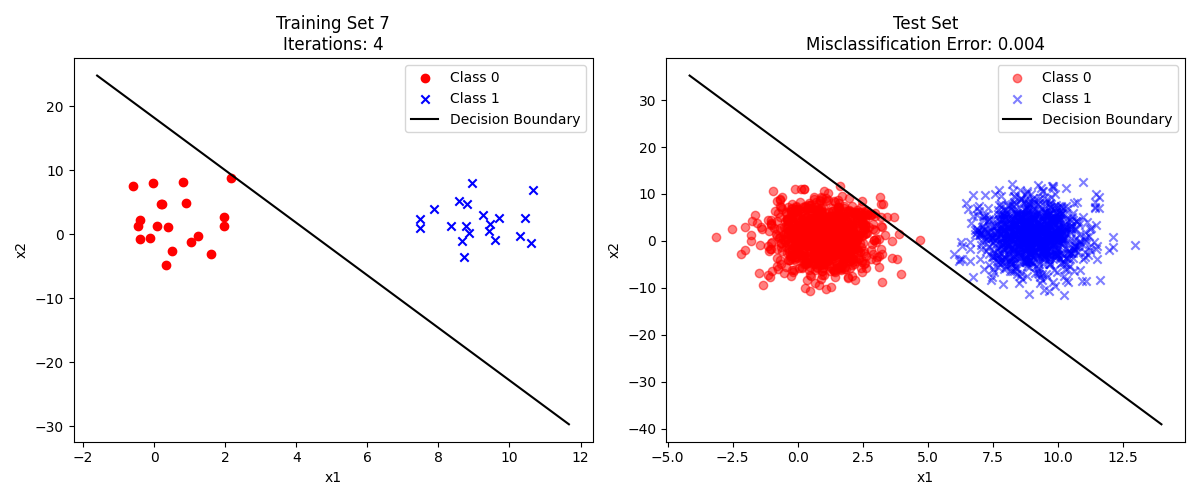 Training Set 7
Iterations: 4
Class 0
Class 1
Decision Boundary
20
10
0
−10
−20
−30
x2
−2
0
2
4
6
8
10
12
x1
Test Set
Misclassification Error: 0.004
Class 0
Class 1
Decision Boundary
30
20
10
0
−10
−20
−30
−40
x2
−5.0
−2.5
0.0
2.5
5.0
7.5
10.0
12.5
x1